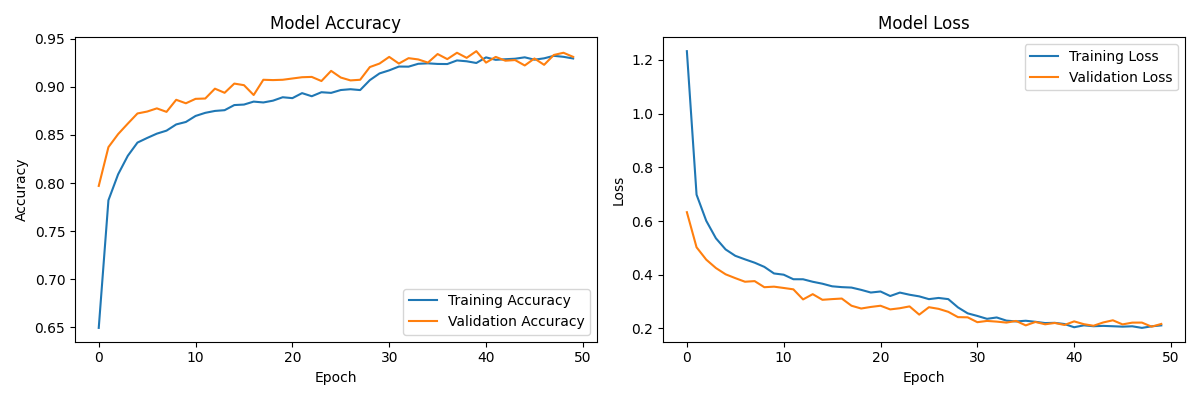 Model Accuracy
0.95
0.90
0.85
0.80
0.75
0.70
0.65
Accuracy
Training Accuracy
Validation Accuracy
0 10 20 30 40 50
Epoch
Model Loss
1.2
1.0
0.8
0.6
0.4
0.2
Loss
Training Loss
Validation Loss
0 10 20 30 40 50
Epoch